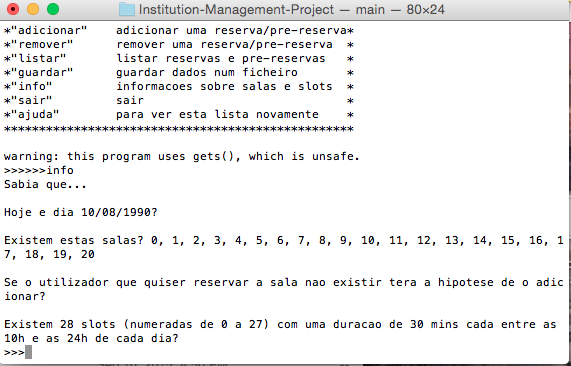 Institution-Management-Project — main — 80×24
*"adicionar"    adicionar uma reserva/pre-reserva*
*"remover"      remover uma reserva/pre-reserva  *
*"listar"       listar reservas e pre-reservas   *
*"guardar"      guardar dados num ficheiro       *
*"info"         informacoes sobre salas e slots  *
*"sair"         sair                             *
*"ajuda"        para ver esta lista novamente    *
**************************************************
warning: this program uses gets(), which is unsafe.
>>>>>>info
Sabia que...
Hoje e dia 10/08/1990?
Existem estas salas? 0, 1, 2, 3, 4, 5, 6, 7, 8, 9, 10, 11, 12, 13, 14, 15, 16, 1
7, 18, 19, 20
Se o utilizador que quiser reservar a sala nao existir tera a hipotese de o adic
ionar?
Existem 28 slots (numeradas de 0 a 27) com uma duracao de 30 mins cada entre as
10h e as 24h de cada dia?
>>>